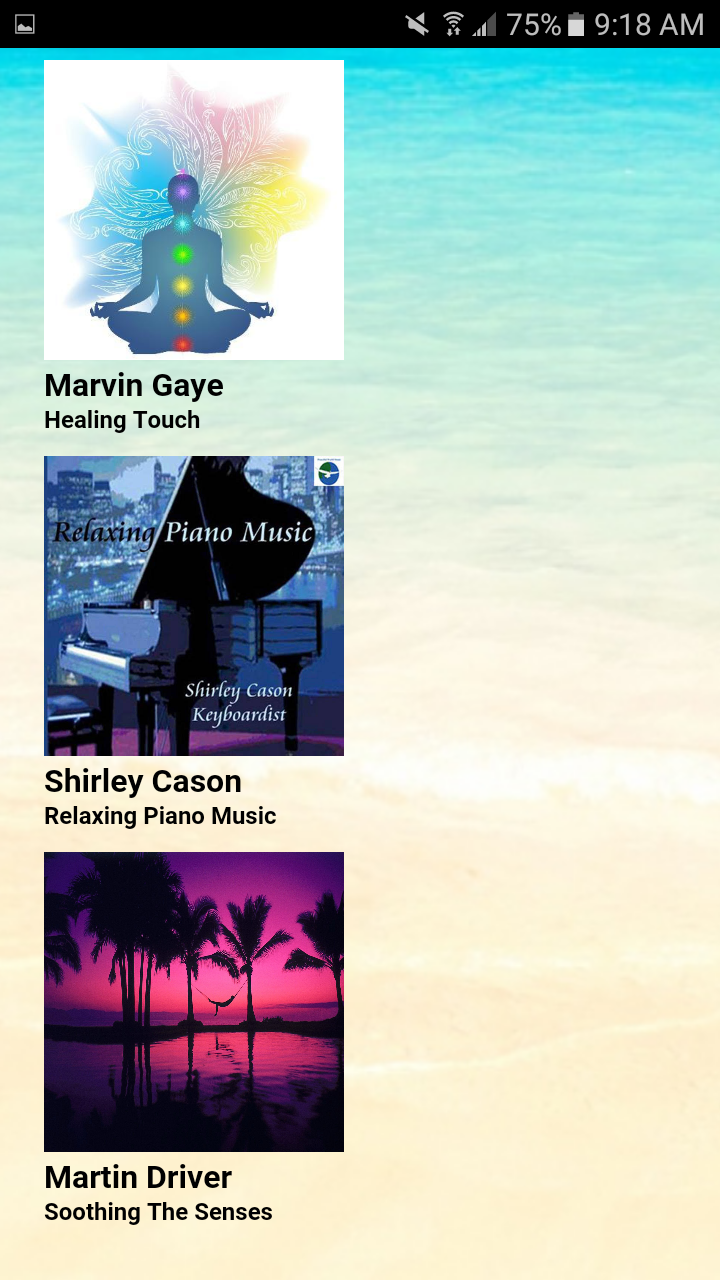 75% 9:18 AM
Marvin Gaye
Healing Touch
Relaxing Piano Music
Shirley Cason
Keyboardist
Shirley Cason
Relaxing Piano Music
Martin Driver
Soothing The Senses